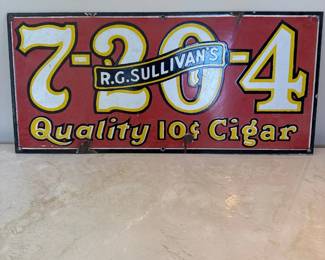 7-20-4
R.G. SULLIVAN'S
Quality 10¢ Cigar